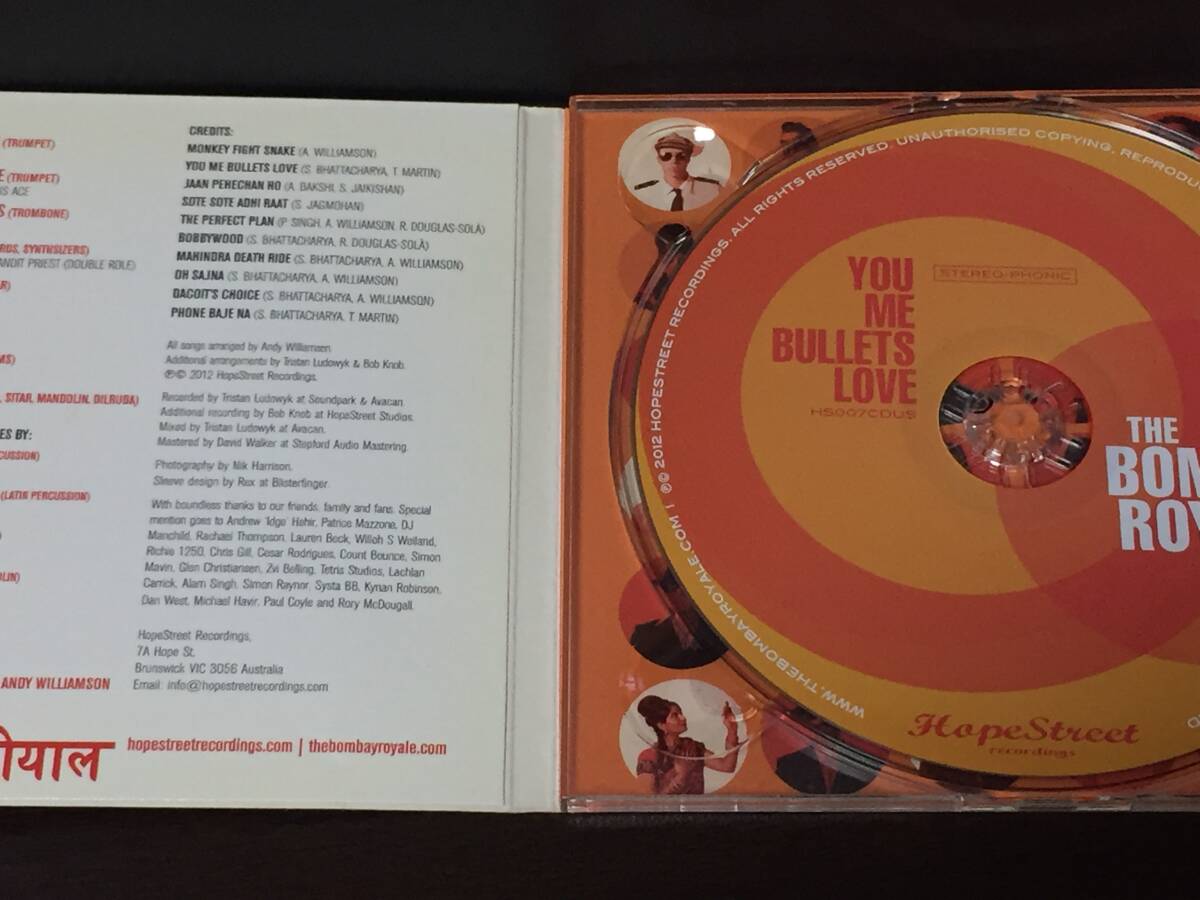 (TRUMPET)
E (TRUMPET)
IS ACE
S (TROMBONE)
RDS, SYNTHSIZERS)
ANDIT PRIEST (DOUBLE ROLE)
AR)
MS)
, SITAR, MANDOLIN, DILRUBA)
ES BY:
CUSSION)
(LATIN PERCUSSION)
)
OLIN)
ANDY WILLIAMSON
CREDITS:
MONKEY FIGHT SNAKE (A. WILLIAMSON)
YOU ME BULLETS LOVE (S. BHATTACHARYA, T. MARTIN)
JAAN PEHECHAN HO (A. BAKSHI, S. JAIKISHAN)
SOTE SOTE ADHI RAAT (S. JAGMOHAN)
THE PERFECT PLAN (P. SINGH, A. WILLIAMSON, R. DOUGLAS-SOLÀ)
BOBBYWOOD (S. BHATTACHARYA, R. DOUGLAS-SOLÀ)
MAHINDRA DEATH RIDE (S. BHATTACHARYA, A. WILLIAMSON)
OH SAJNA (S. BHATTACHARYA, A. WILLIAMSON)
DACOIT'S CHOICE (S. BHATTACHARYA, A. WILLIAMSON)
PHONE BAJE NA (S. BHATTACHARYA, T. MARTIN)
All songs arranged by Andy Williamson.
Additional arrangements by Tristan Ludowyk & Bob Knob.
℗© 2012 HopeStreet Recordings.
Recorded by Tristan Ludowyk at Soundpark & Avacan.
Additional recording by Bob Knob at HopeStreet Studios.
Mixed by Tristan Ludowyk at Avacan.
Mastered by David Walker at Stepford Audio Mastering.
Photography by Nik Harrison.
Sleeve design by Rex at Blisterfinger.
With boundless thanks to our friends, family and fans. Special
mention goes to Andrew 'Idge' Hehir, Patrice Mazzone, DJ
Manchild, Rachael Thompson, Lauren Beck, Willoh S Weiland,
Richie 1250, Chris Gill, Cesar Rodrigues, Count Bounce, Simon
Mavin, Glen Christiansen, Zvi Belling, Tetris Studios, Lachlan
Carrick, Alam Singh, Simon Raynor, Systa BB, Kynan Robinson,
Dan West, Michael Havir, Paul Coyle and Rory McDougall.
HopeStreet Recordings,
7A Hope St,
Brunswick VIC 3056 Australia
Email: info@hopestreetrecordings.com
ोयाल
hopestreetrecordings.com | thebombayroyale.com
WWW.THEBOMBAYROYALE.COM | ℗© 2012 HOPESTREET RECORDINGS. ALL RIGHTS RESERVED. UNAUTHORISED COPYING, REPRODU
YOU
ME
BULLETS
LOVE
HS007CDUS
STEREO-PHONIC
THE
BOM
ROY
HopeStreet
recordings